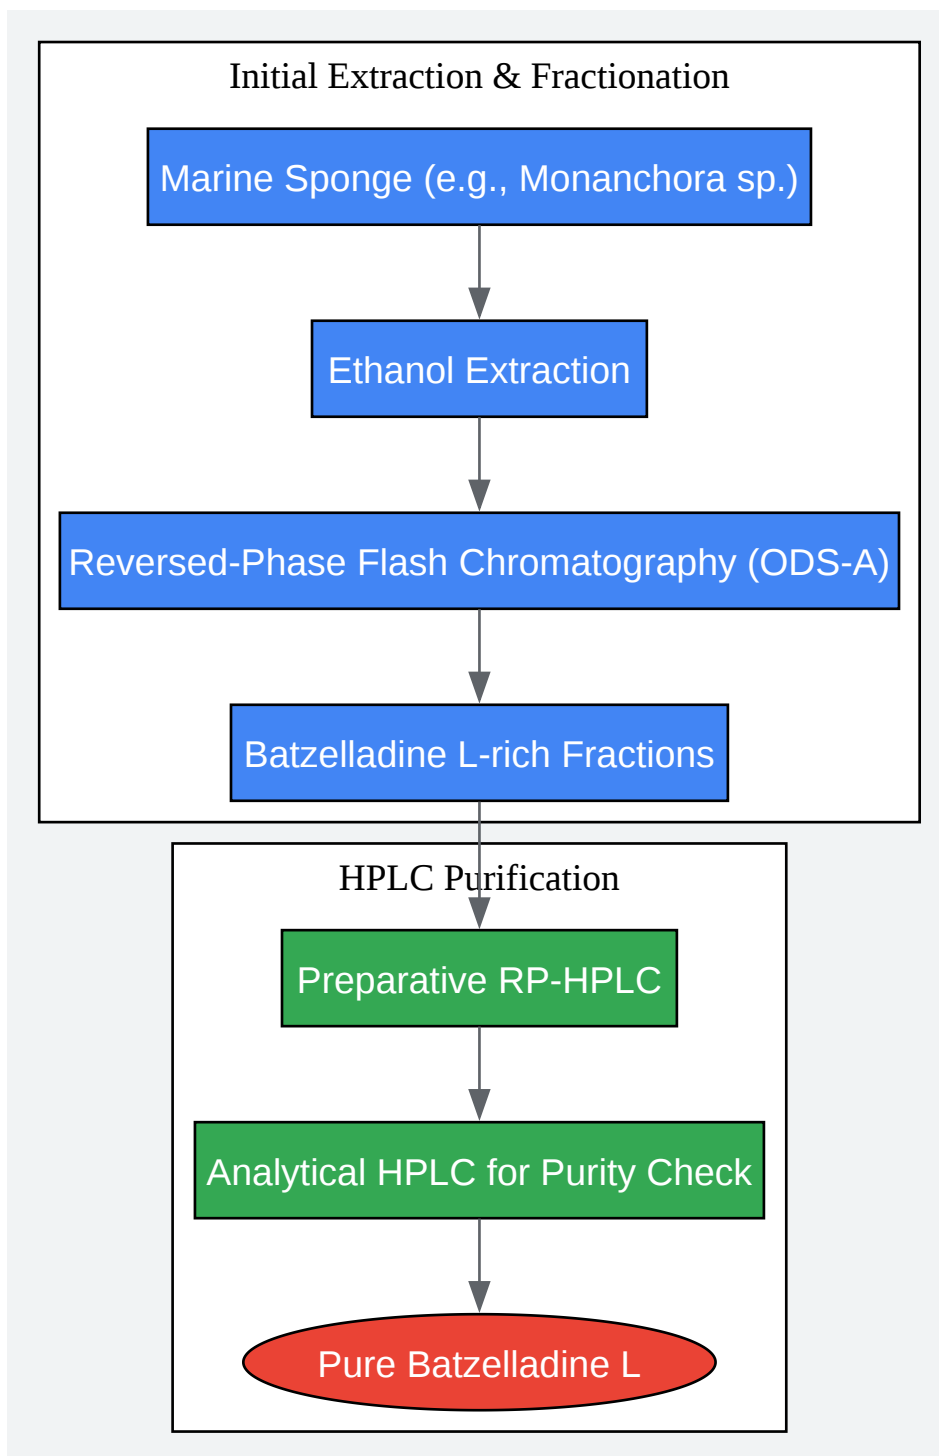 Initial Extraction & Fractionation
Marine Sponge (e.g., Monanchora sp.)
Ethanol Extraction
Reversed-Phase Flash Chromatography (ODS-A)
Batzelladine L-rich Fractions
HPLC Purification
Preparative RP-HPLC
Analytical HPLC for Purity Check
Pure Batzelladine L